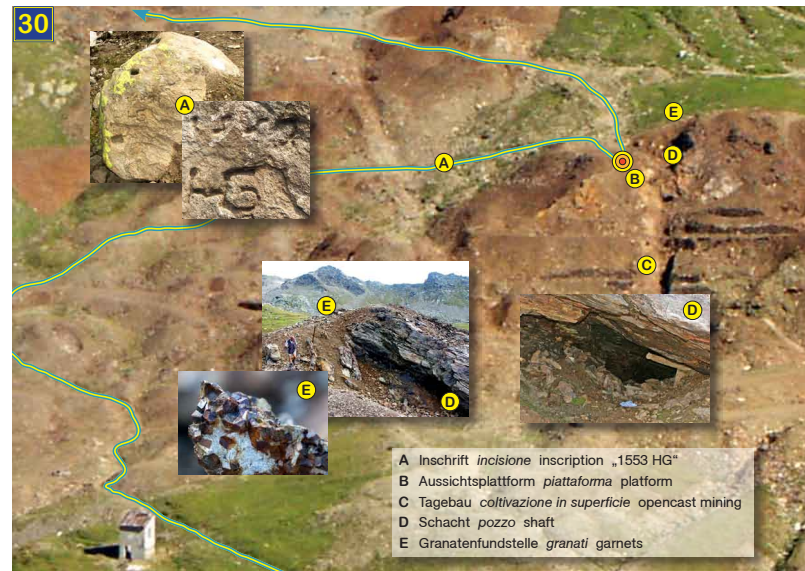 30
A
A
E
D
B
C
E
D
D
E
A Inschrift incisione inscription „1553 HG“
B Aussichtsplattform piattaforma platform
C Tagebau coltivazione in superficie opencast mining
D Schacht pozzo shaft
E Granatenfundstelle granati garnets